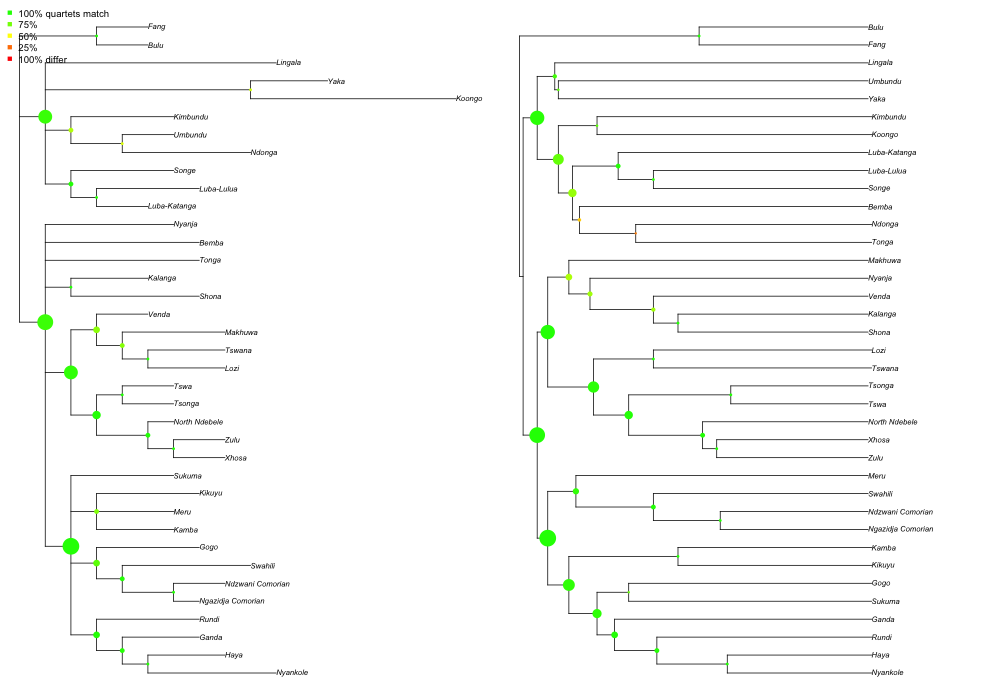 100% quartets match
75%
50%
25%
100% differ
Fang
Bulu
Lingala
Yaka
Koongo
Kimbundu
Umbundu
Ndonga
Songe
Luba-Lulua
Luba-Katanga
Nyanja
Bemba
Tonga
Kalanga
Shona
Venda
Makhuwa
Tswana
Lozi
Tswa
Tsonga
North Ndebele
Zulu
Xhosa
Sukuma
Kikuyu
Meru
Kamba
Gogo
Swahili
Ndzwani Comorian
Ngazidja Comorian
Rundi
Ganda
Haya
Nyankole
Bulu
Fang
Lingala
Umbundu
Yaka
Kimbundu
Koongo
Luba-Katanga
Luba-Lulua
Songe
Bemba
Ndonga
Tonga
Makhuwa
Nyanja
Venda
Kalanga
Shona
Lozi
Tswana
Tsonga
Tswa
North Ndebele
Xhosa
Zulu
Meru
Swahili
Ndzwani Comorian
Ngazidja Comorian
Kamba
Kikuyu
Gogo
Sukuma
Ganda
Rundi
Haya
Nyankole